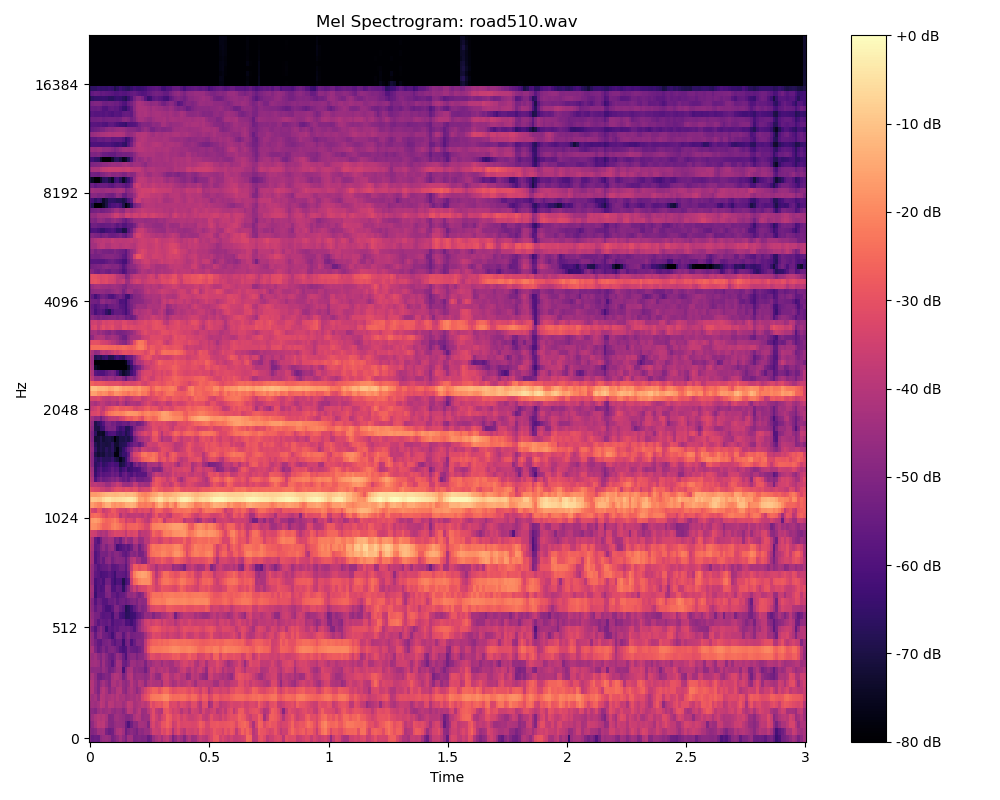 Mel Spectrogram: road510.wav
+0 dB
16384
-10 dB
8192
-20 dB
4096
-30 dB
Hz
2048
-40 dB
1024
-50 dB
-60 dB
512
-70 dB
0
-80 dB
0 0.5 1 1.5 2 2.5 3
Time